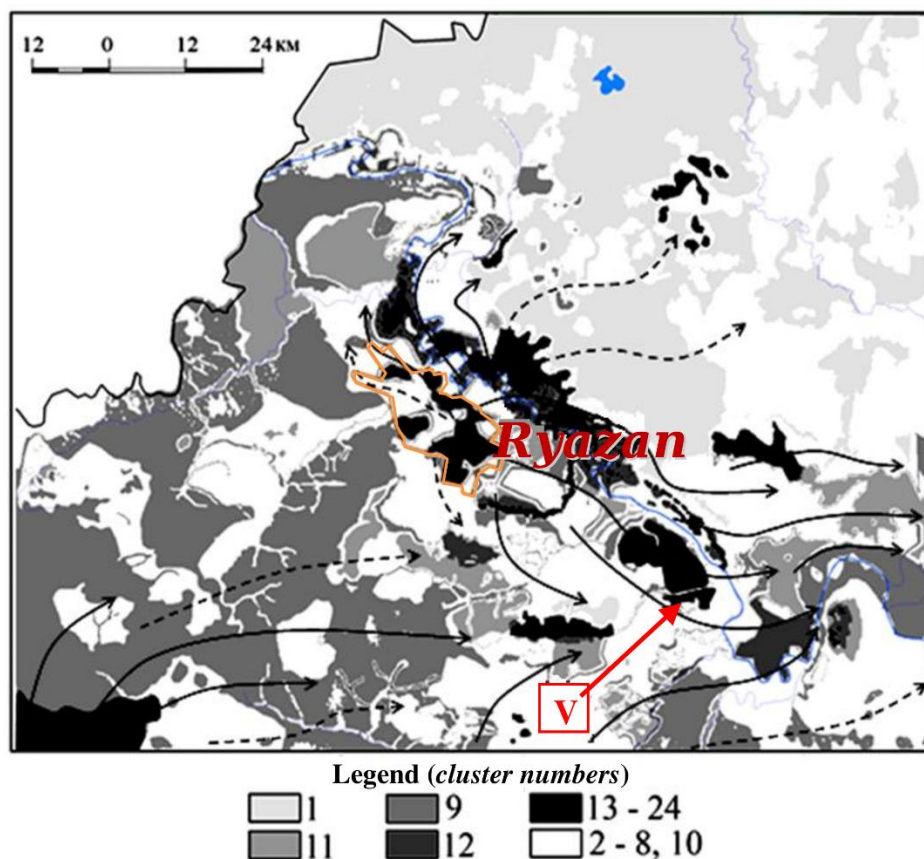 12 0 12 24 км
Ryazan
V
Legend (cluster numbers)
1 9 13 - 24
11 12 2 - 8, 10